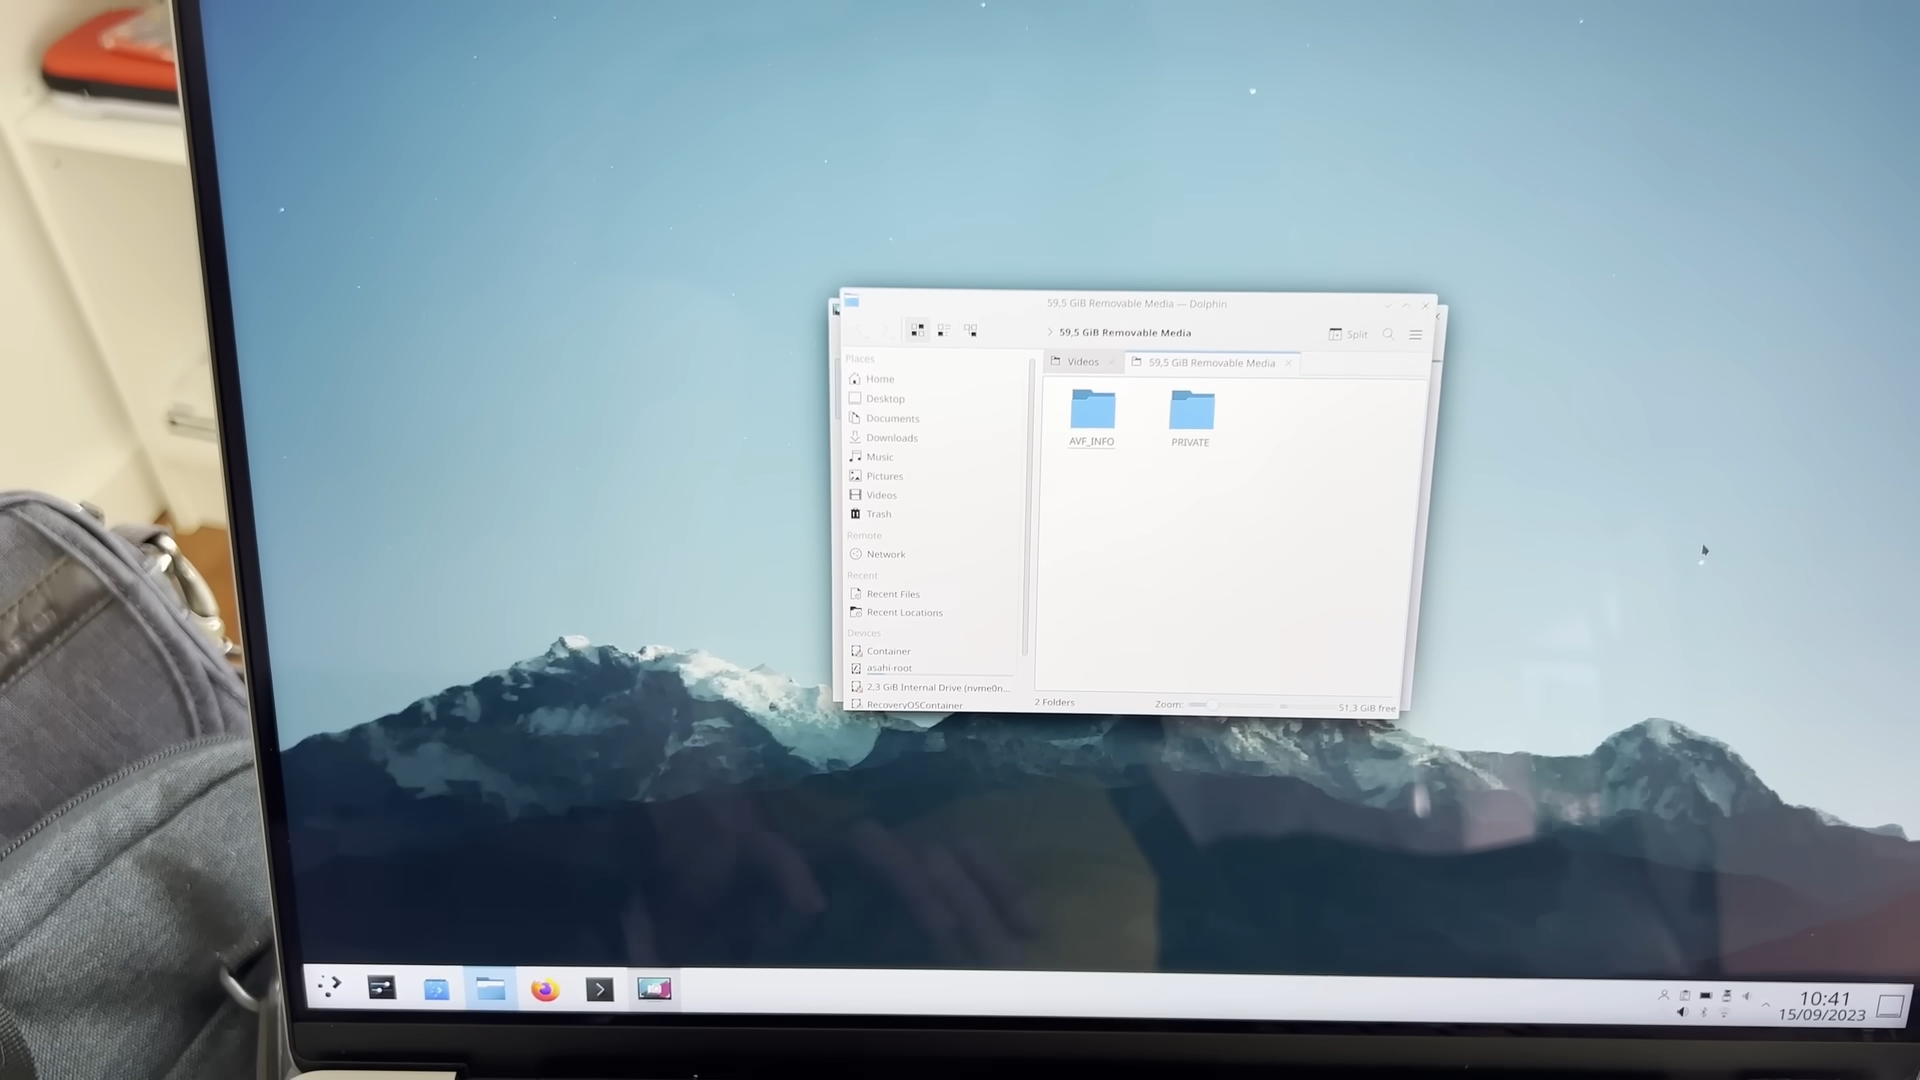 59,5 GiB Removable Media — Dolphin
59,5 GiB Removable Media
Split
Places
Home
Desktop
Documents
Downloads
Music
Pictures
Videos
Trash
Remote
Network
Recent
Recent Files
Recent Locations
Devices
Container
asahi-root
2,3 GiB Internal Drive (nvme0n...
RecoveryOSContainer
Videos
59,5 GiB Removable Media
AVF_INFO
PRIVATE
2 Folders
Zoom:
51,3 GiB free
10:41
15/09/2023